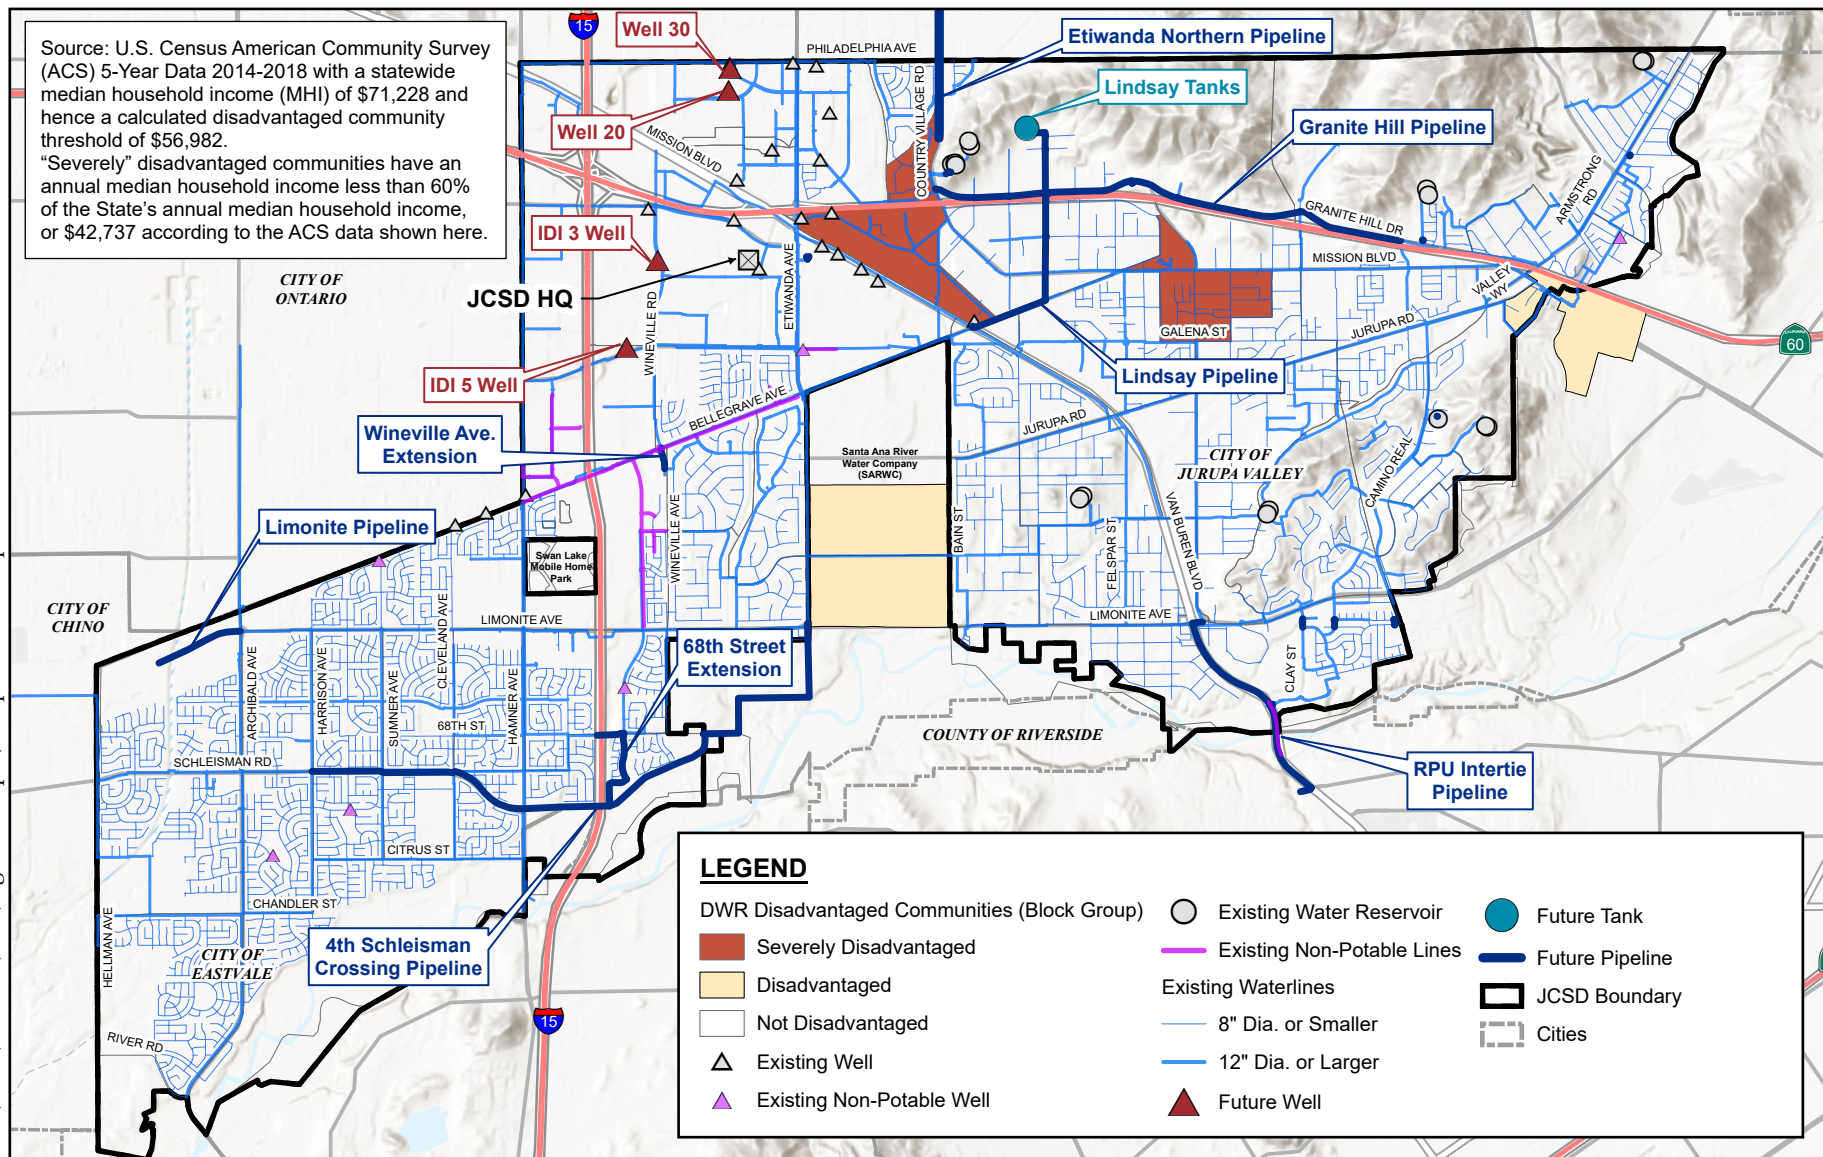 Source: U.S. Census American Community Survey
(ACS) 5-Year Data 2014-2018 with a statewide
median household income (MHI) of $71,228 and
hence a calculated disadvantaged community
threshold of $56,982.
“Severely” disadvantaged communities have an
annual median household income less than 60%
of the State’s annual median household income,
or $42,737 according to the ACS data shown here.
15
Well 30
PHILADELPHIA AVE
Etiwanda Northern Pipeline
Lindsay Tanks
COUNTRY VILLAGE RD
Well 20
MISSION BLVD
Granite Hill Pipeline
ARMSTRONG
RD
GRANITE HILL DR
IDI 3 Well
MISSION BLVD
CITY OF
ONTARIO
JCSD HQ
ETIWANDA AVE
WINEVILLE RD
VALLEY
WY
GALENA ST
JURUPA RD
60
IDI 5 Well
Lindsay Pipeline
BELLEGRAVE AVE
JURUPA RD
Wineville Ave.
Extension
Santa Ana River
Water Company
(SARWC)
CITY OF
JURUPA VALLEY
CAMINO REAL
Limonite Pipeline
WINEVILLE AVE
BAIN ST
FELSPAR ST
VAN BUREN BLVD
Swan Lake
Mobile Home
Park
CITY OF
CHINO
CLEVELAND AVE
LIMONITE AVE
LIMONITE AVE
68th Street
Extension
ARCHIBALD AVE
HARRISON AVE
SUMNER AVE
HAMNER AVE
CLAY ST
68TH ST
COUNTY OF RIVERSIDE
SCHLEISMAN RD
RPU Intertie
Pipeline
CITRUS ST
CHANDLER ST
HELLMAN AVE
4th Schleisman
Crossing Pipeline
CITY OF
EASTVALE
15
RIVER RD
LEGEND
DWR Disadvantaged Communities (Block Group)
Severely Disadvantaged
Disadvantaged
Not Disadvantaged
Existing Well
Existing Non-Potable Well
Existing Water Reservoir
Existing Non-Potable Lines
Existing Waterlines
8" Dia. or Smaller
12" Dia. or Larger
Future Well
Future Tank
Future Pipeline
JCSD Boundary
Cities